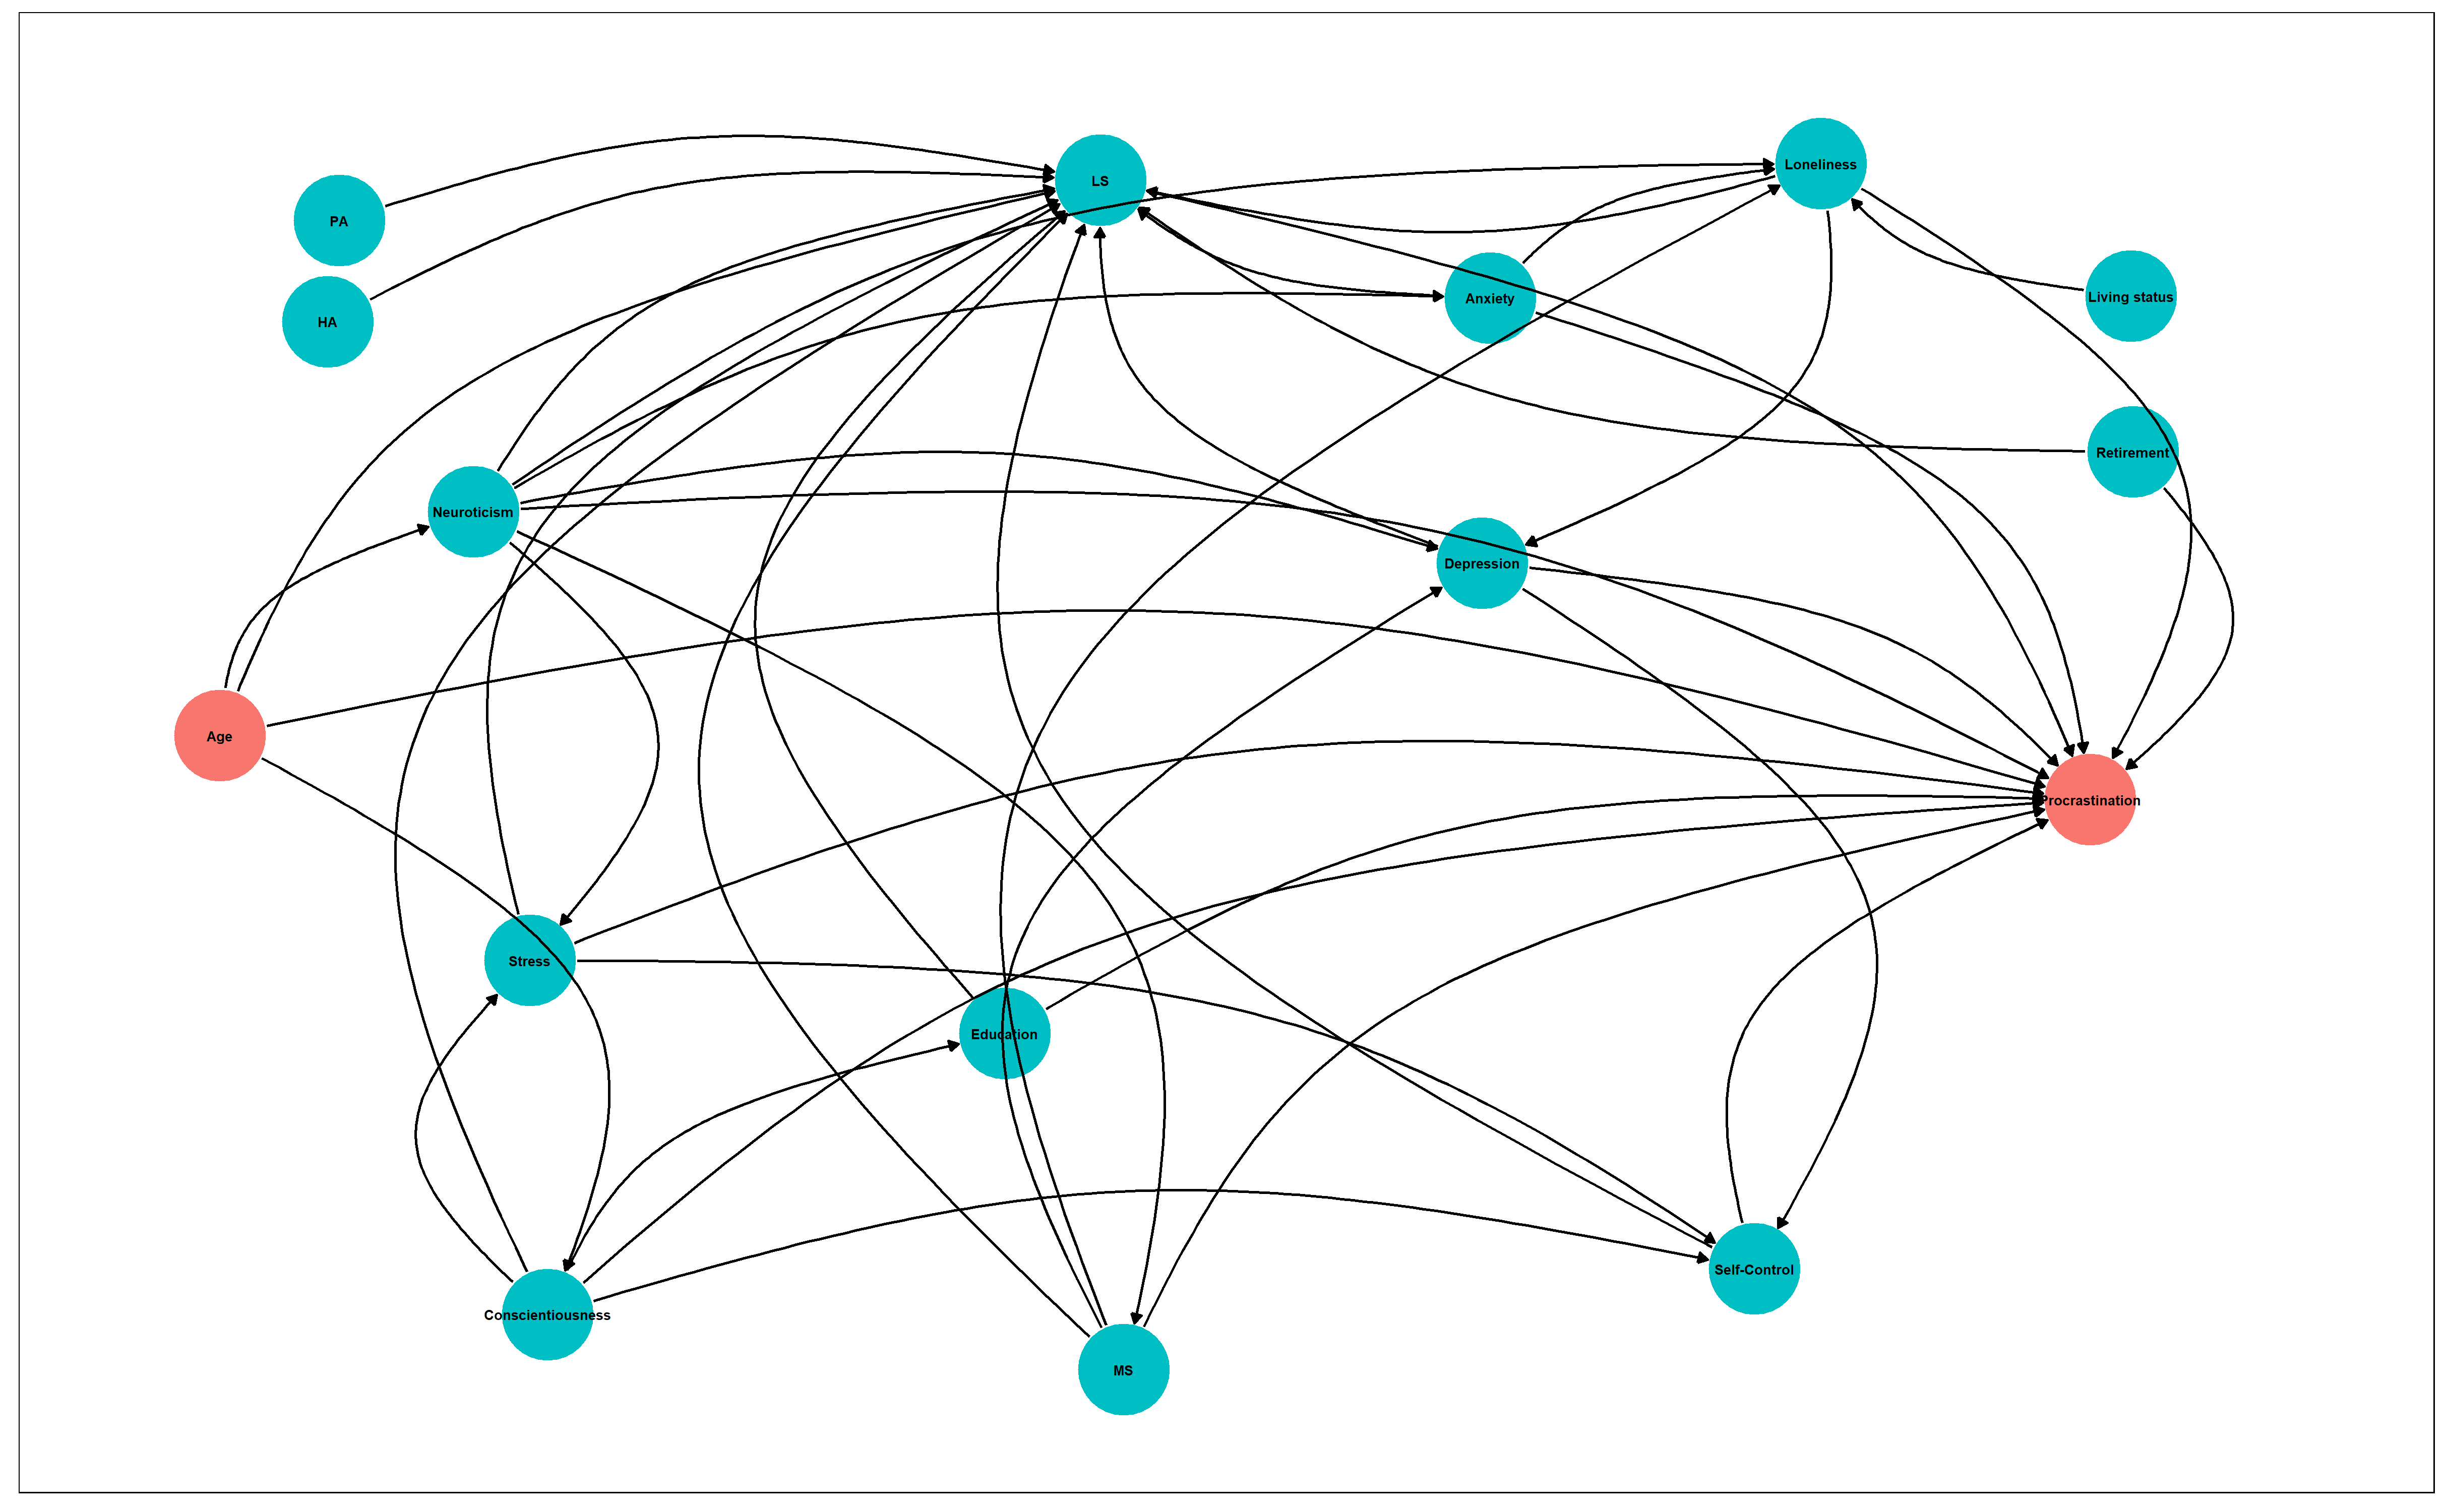 Loneliness
LS
PA
Living status
Anxiety
HA
Retirement
Neuroticism
Depression
Age
Procrastination
Stress
Education
Self-Control
Conscientiousness
MS